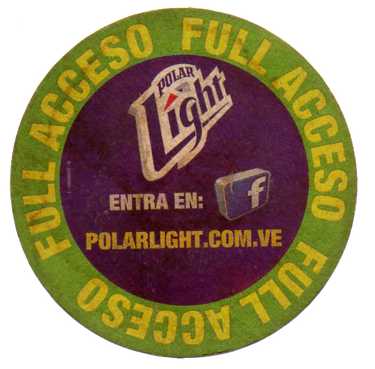 FULL ACCESO FULL ACCESO FULL ACCESO
POLAR
Light
ENTRA EN: f
POLARLIGHT.COM.VE